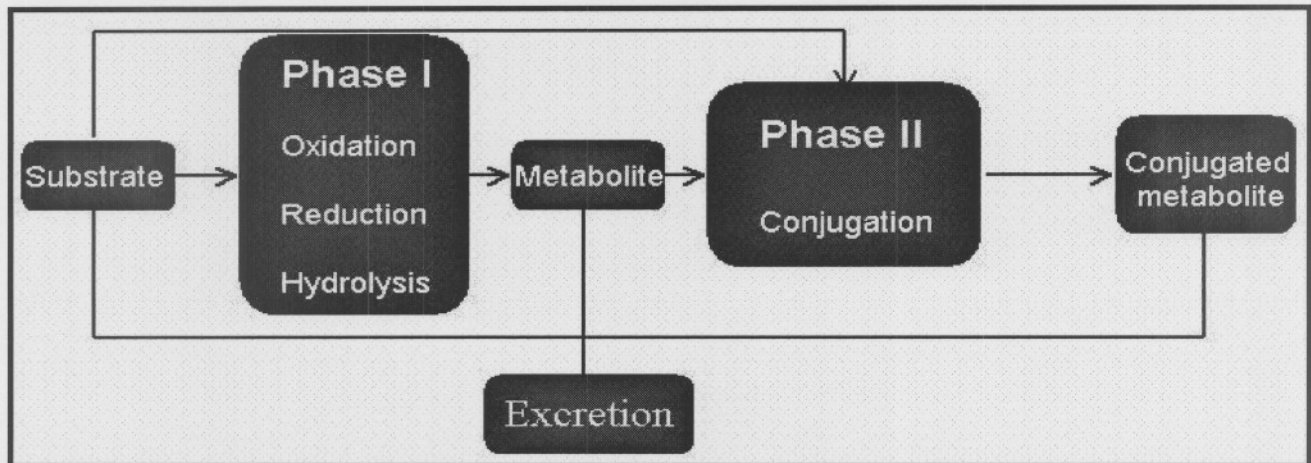 Substrate
Phase I
Oxidation
Reduction
Hydrolysis
Metabolite
Phase II
Conjugation
Conjugated
metabolite
Excretion